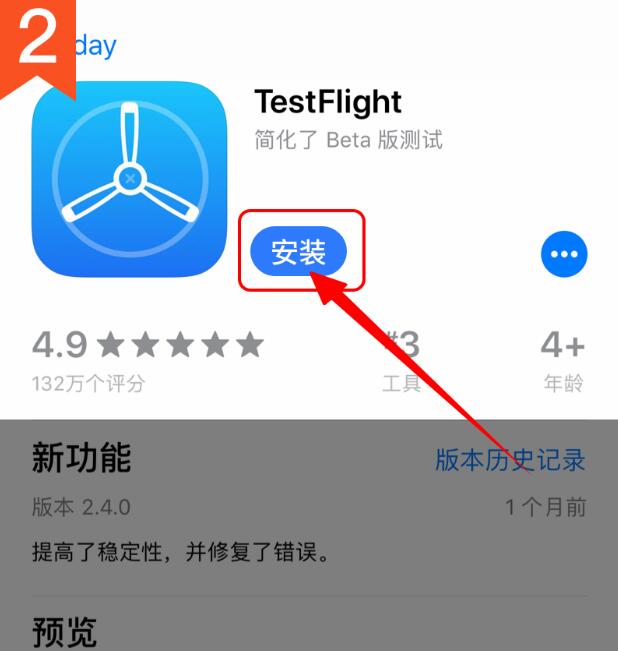 2
day
TestFlight
简化了 Beta 版测试
安装
4.9 #3 4+
132万个评分 工具 年龄
新功能 版本历史记录
版本 2.4.0 1 个月前
提高了稳定性，并修复了错误。
预览